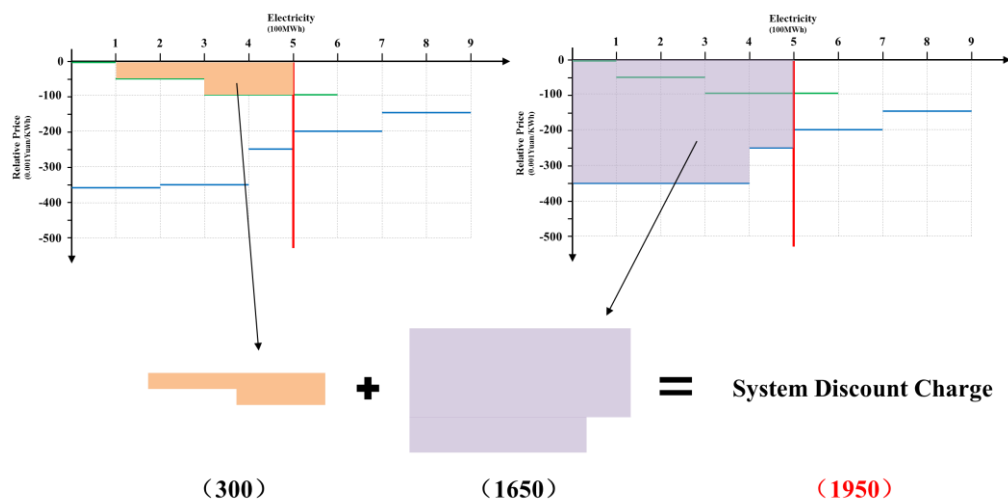 Electricity
(100MWh)
1 2 3 4 5 6 7 8 9
0
-100
-200
-300
-400
-500
Relative Price
(0.001Yuan/KWh)
Electricity
(100MWh)
1 2 3 4 5 6 7 8 9
0
-100
-200
-300
-400
-500
Relative Price
(0.001Yuan/KWh)
+ = System Discount Charge
（300） （1650） （1950）